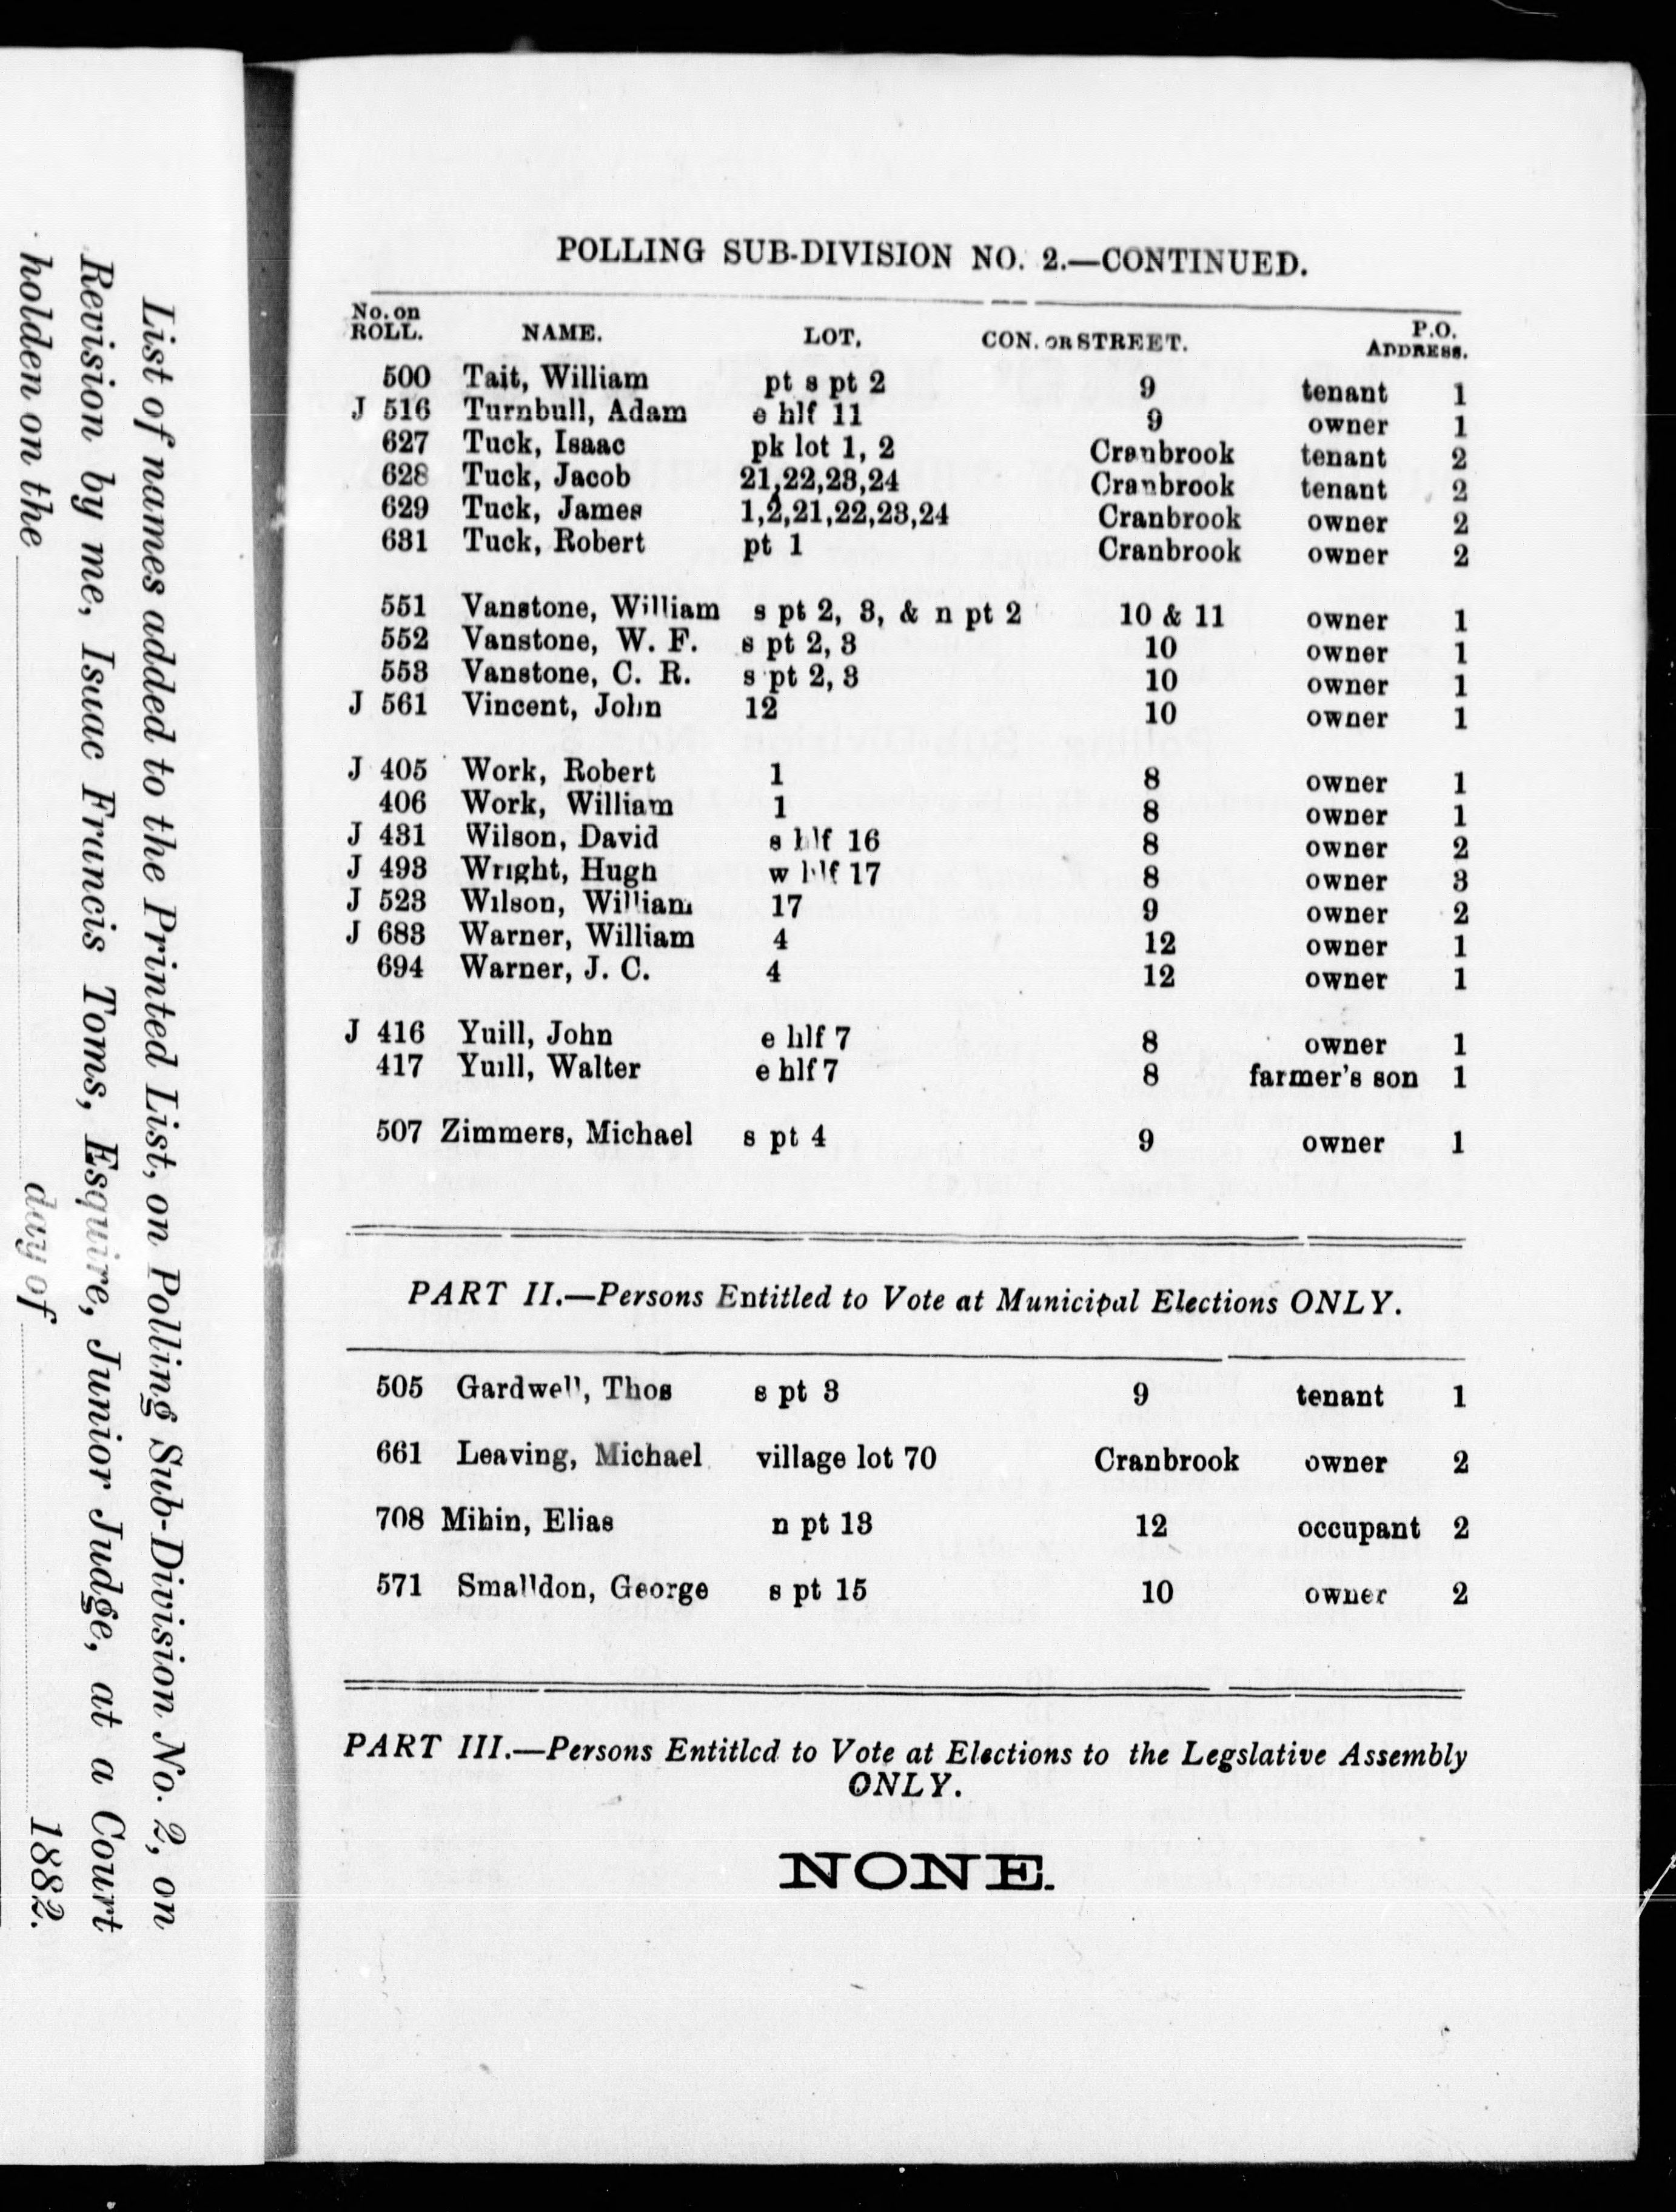 List of names added to the Printed List, on Polling Sub-Division No. 2, on
Revision by me, Isaac Francis Toms, Esquire, Junior Judge, at a Court
holden on the day of 1882.
POLLING SUB-DIVISION NO. 2.—CONTINUED.
No. on ROLL. NAME. LOT. CON. OR STREET. P.O. ADDRESS.
500 Tait, William pt s pt 2 9 tenant 1
J 516 Turnbull, Adam e hlf 11 9 owner 1
627 Tuck, Isaac pk lot 1, 2 Cranbrook tenant 2
628 Tuck, Jacob 21,22,23,24 Cranbrook tenant 2
629 Tuck, James 1,2,21,22,23,24 Cranbrook owner 2
631 Tuck, Robert pt 1 Cranbrook owner 2
551 Vanstone, William s pt 2, 3, & n pt 2 10 & 11 owner 1
552 Vanstone, W. F. s pt 2, 3 10 owner 1
553 Vanstone, C. R. s pt 2, 3 10 owner 1
J 561 Vincent, John 12 10 owner 1
J 405 Work, Robert 1 8 owner 1
406 Work, William 1 8 owner 1
J 431 Wilson, David s hlf 16 8 owner 2
J 493 Wright, Hugh w hlf 17 8 owner 3
J 523 Wilson, William 17 9 owner 2
J 683 Warner, William 4 12 owner 1
694 Warner, J. C. 4 12 owner 1
J 416 Yuill, John e hlf 7 8 owner 1
417 Yuill, Walter e hlf 7 8 farmer's son 1
507 Zimmers, Michael s pt 4 9 owner 1
PART II.—Persons Entitled to Vote at Municipal Elections ONLY.
505 Gardwell, Thos s pt 3 9 tenant 1
661 Leaving, Michael village lot 70 Cranbrook owner 2
708 Mihin, Elias n pt 13 12 occupant 2
571 Smalldon, George s pt 15 10 owner 2
PART III.—Persons Entitled to Vote at Elections to the Legslative Assembly
ONLY.
NONE.